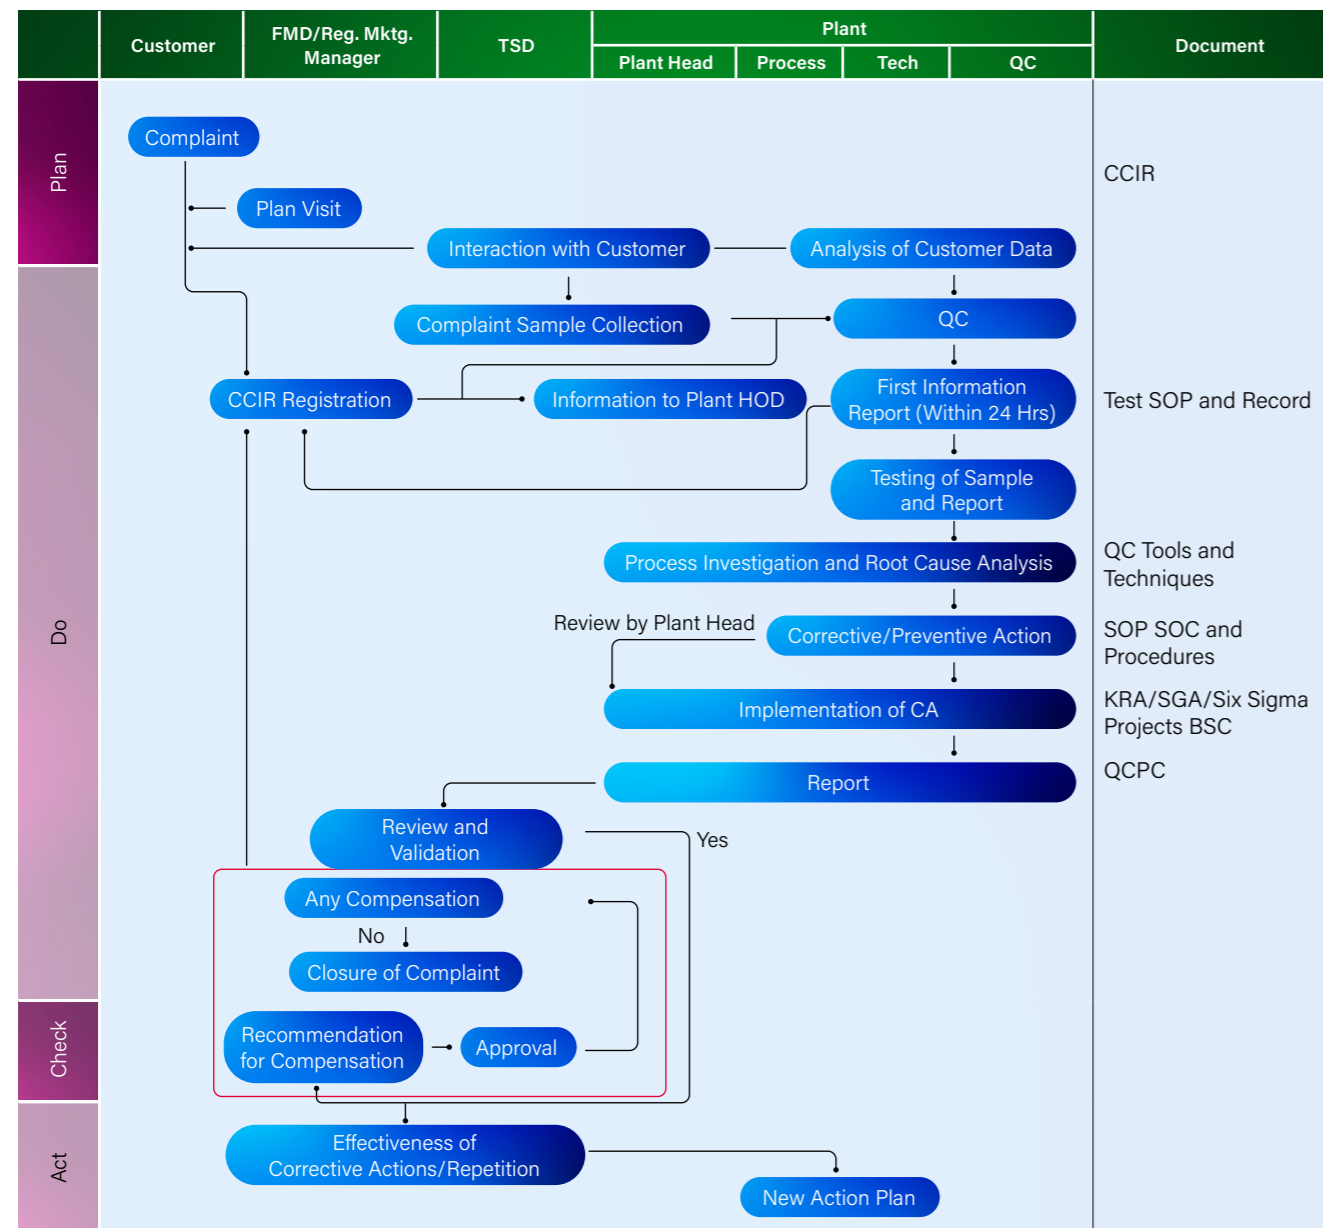 Customer
FMD/Reg. Mktg.
Manager
TSD
Plant
Plant Head
Process
Tech
QC
Document
Plan
Complaint
CCIR
Plan Visit
Interaction with Customer
Analysis of Customer Data
Complaint Sample Collection
QC
CCIR Registration
Information to Plant HOD
First Information
Report (Within 24 Hrs)
Test SOP and Record
Testing of Sample
and Report
Process Investigation and Root Cause Analysis
QC Tools and
Techniques
Do
Review by Plant Head
Corrective/Preventive Action
SOP SOC and
Procedures
Implementation of CA
KRA/SGA/Six Sigma
Projects BSC
Report
QCPC
Review and
Validation
Yes
Any Compensation
No
Closure of Complaint
Check
Recommendation
for Compensation
Approval
Act
Effectiveness of
Corrective Actions/Repetition
New Action Plan